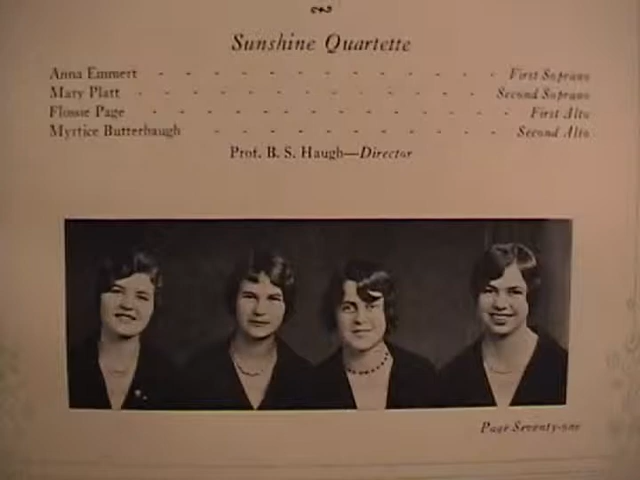 Sunshine Quartette
Anna Emmert - - - - - - - - - - - - First Soprano
Mary Platt - - - - - - - - - - - - Second Soprano
Flossie Page - - - - - - - - - - - - First Alto
Myrtice Butterbaugh - - - - - - - - - - Second Alto
Prof. B. S. Haugh—Director
Page Seventy-one